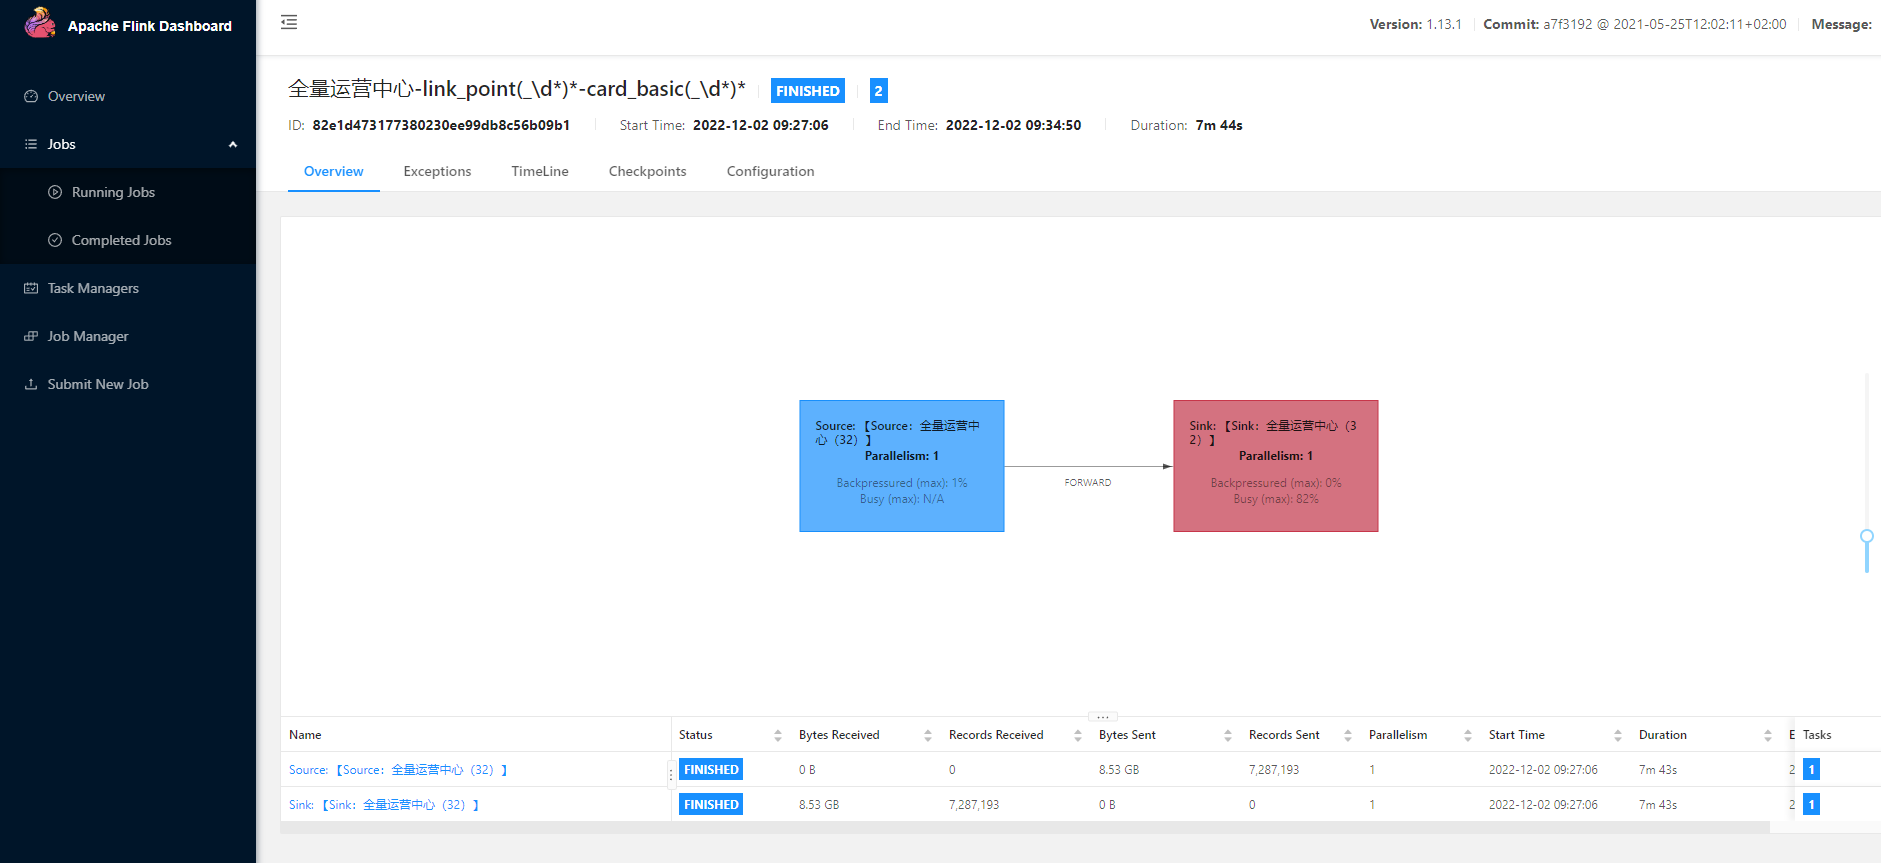 Apache Flink Dashboard
Version: 1.13.1 Commit: a7f3192 @ 2021-05-25T12:02:11+02:00 Message:
Overview
Jobs
Running Jobs
Completed Jobs
Task Managers
Job Manager
Submit New Job
全量运营中心-link_point(_\d*)*-card_basic(_\d*)* FINISHED 2
ID: 82e1d473177380230ee99db8c56b09b1 Start Time: 2022-12-02 09:27:06 End Time: 2022-12-02 09:34:50 Duration: 7m 44s
Overview Exceptions TimeLine Checkpoints Configuration
Source: 【Source：全量运营中
心（32）】
Parallelism: 1
Backpressured (max): 1%
Busy (max): N/A
FORWARD
Sink: 【Sink：全量运营中心（3
2）】
Parallelism: 1
Backpressured (max): 0%
Busy (max): 82%
Name Status Bytes Received Records Received Bytes Sent Records Sent Parallelism Start Time Duration E Tasks
Source: 【Source：全量运营中心（32）】 FINISHED 0 B 0 8.53 GB 7,287,193 1 2022-12-02 09:27:06 7m 43s 2 1
Sink: 【Sink：全量运营中心（32）】 FINISHED 8.53 GB 7,287,193 0 B 0 1 2022-12-02 09:27:06 7m 43s 2 1